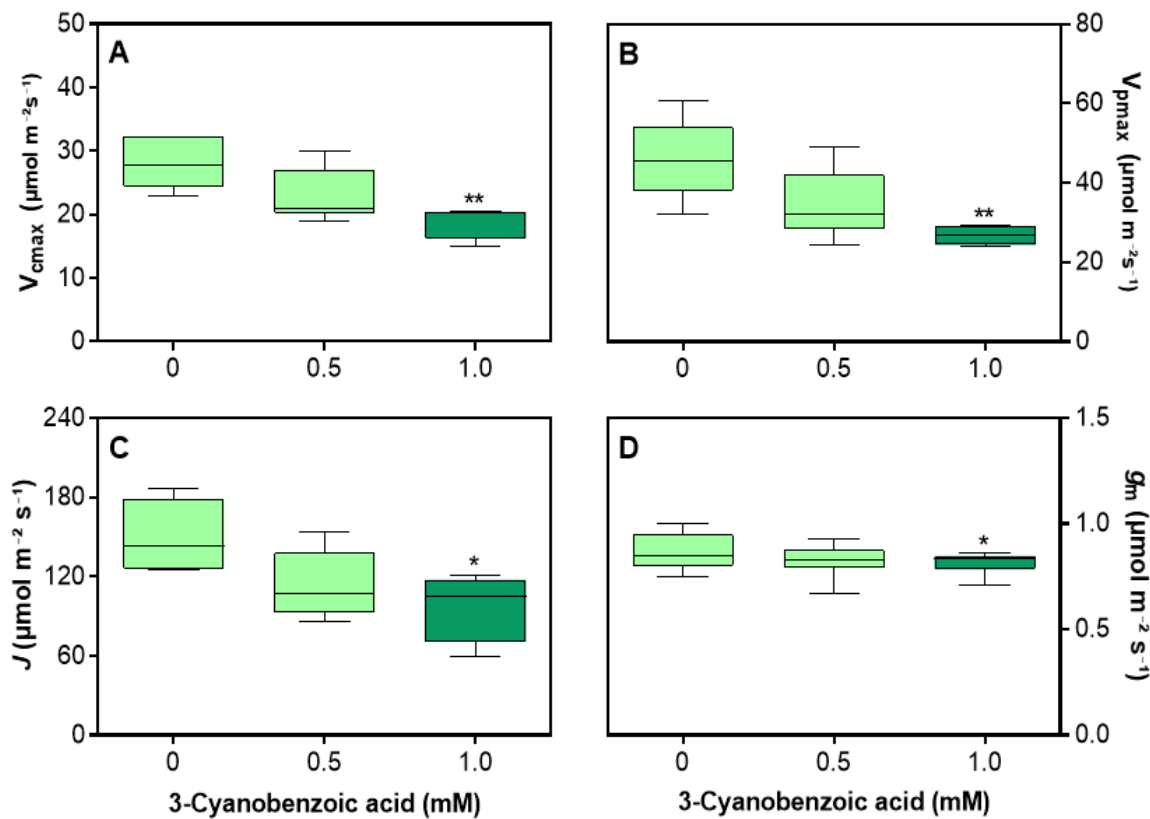 A
50
40
30
20
10
0
V_cmax (μmol m⁻²s⁻¹)
**
0 0.5 1.0
B
80
60
40
20
0
V_pmax (μmol m⁻²s⁻¹)
**
0 0.5 1.0
C
240
180
120
60
0
J (μmol m⁻² s⁻¹)
*
0 0.5 1.0
3-Cyanobenzoic acid (mM)
D
1.5
1.0
0.5
0.0
g_m (μmol m⁻² s⁻¹)
*
0 0.5 1.0
3-Cyanobenzoic acid (mM)